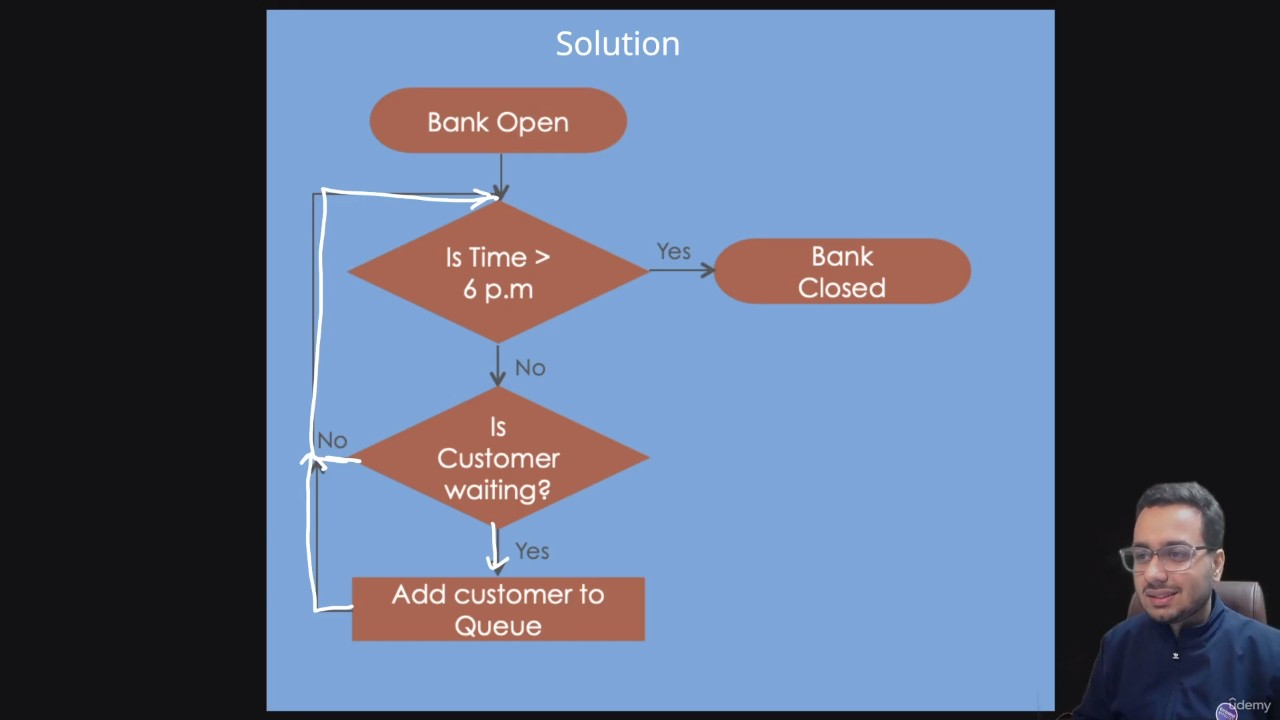 Solution
Bank Open
Is Time >
6 p.m
Yes
Bank
Closed
No
Is
Customer
waiting?
No
Yes
Add customer to
Queue
ûdemy